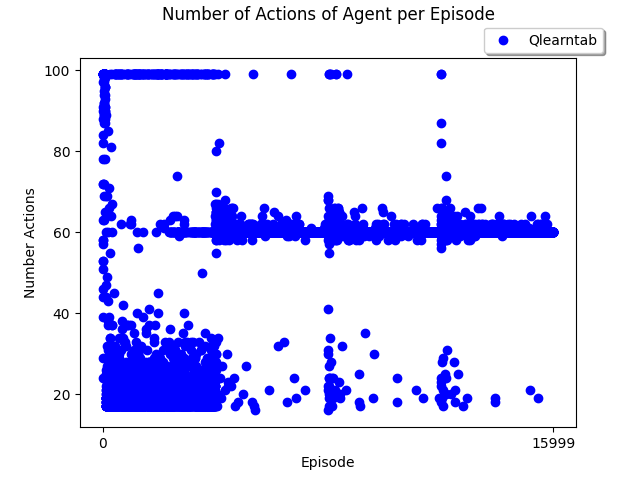 Number of Actions of Agent per Episode
Qlearntab
100
80
60
40
20
Number Actions
0
15999
Episode